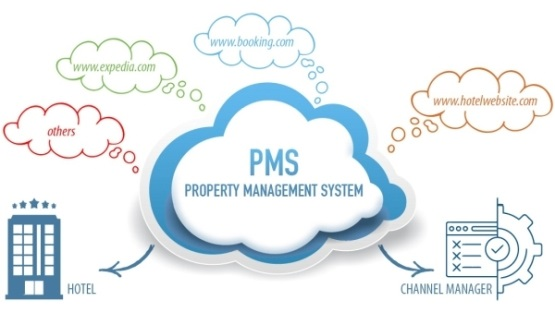 www.booking.com
www.expedia.com
www.hotelwebsite.com
others
PMS
PROPERTY MANAGEMENT SYSTEM
HOTEL
CHANNEL MANAGER